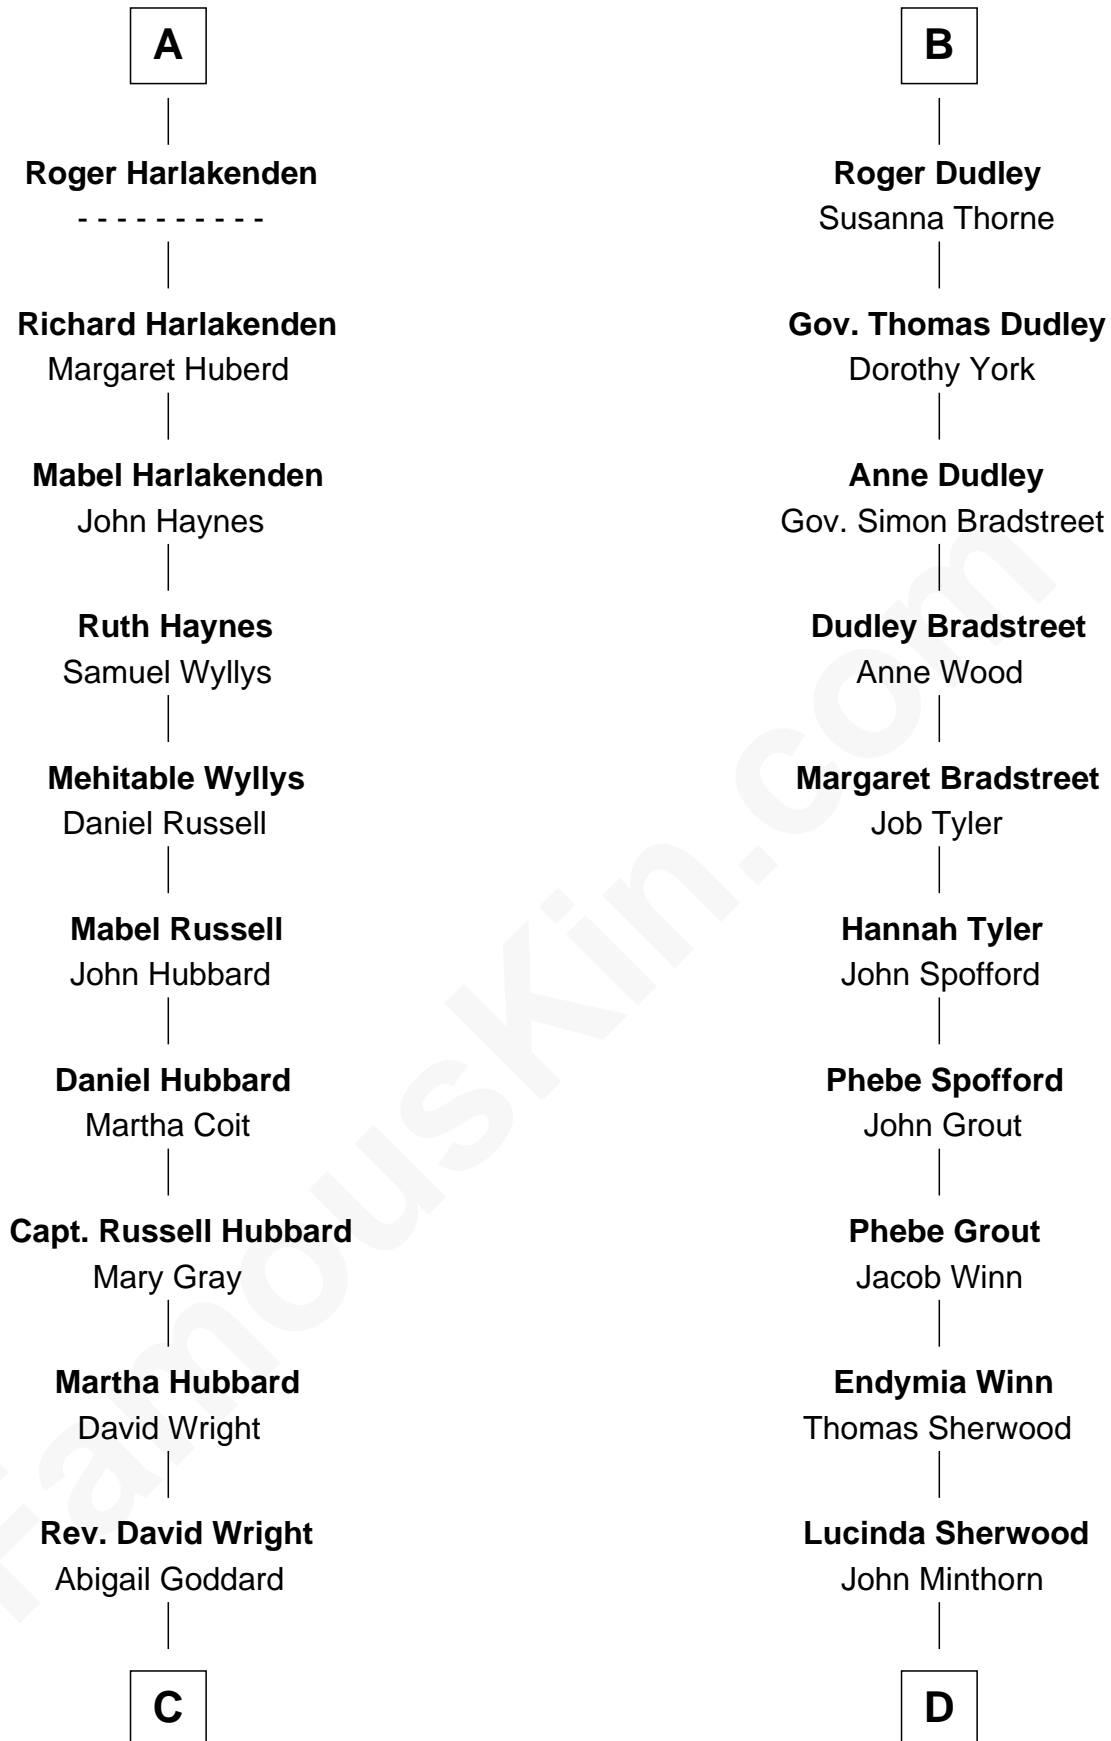 A
Roger Harlakenden
- - - - - - - - - -
Richard Harlakenden
Margaret Huberd
Mabel Harlakenden
John Haynes
Ruth Haynes
Samuel Wyllys
Mehitable Wyllys
Daniel Russell
Mabel Russell
John Hubbard
Daniel Hubbard
Martha Coit
Capt. Russell Hubbard
Mary Gray
Martha Hubbard
David Wright
Rev. David Wright
Abigail Goddard
C
B
Roger Dudley
Susanna Thorne
Gov. Thomas Dudley
Dorothy York
Anne Dudley
Gov. Simon Bradstreet
Dudley Bradstreet
Anne Wood
Margaret Bradstreet
Job Tyler
Hannah Tyler
John Spofford
Phebe Spofford
John Grout
Phebe Grout
Jacob Winn
Endymia Winn
Thomas Sherwood
Lucinda Sherwood
John Minthorn
D
FamousKin.com